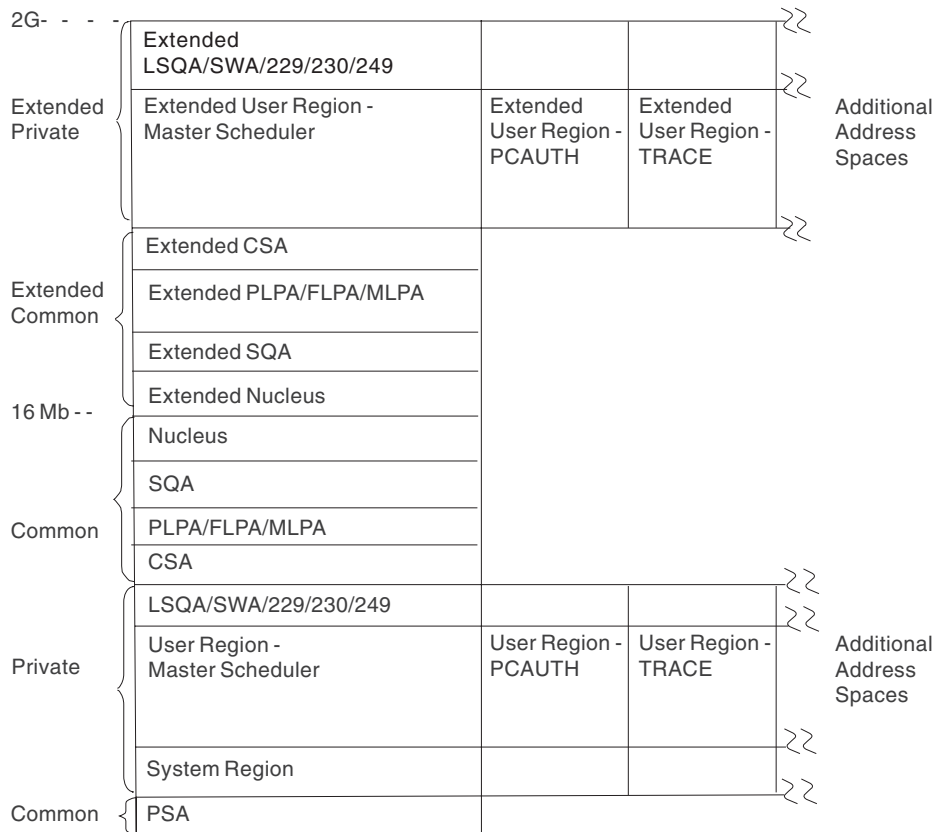 2G- - - -
Extended
LSQA/SWA/229/230/249
Extended
Private
Extended User Region -
Master Scheduler
Extended
User Region -
PCAUTH
Extended
User Region -
TRACE
Additional
Address
Spaces
Extended CSA
Extended
Common
Extended PLPA/FLPA/MLPA
Extended SQA
Extended Nucleus
16 Mb - -
Nucleus
SQA
Common
PLPA/FLPA/MLPA
CSA
LSQA/SWA/229/230/249
Private
User Region -
Master Scheduler
User Region -
PCAUTH
User Region -
TRACE
Additional
Address
Spaces
System Region
Common
PSA